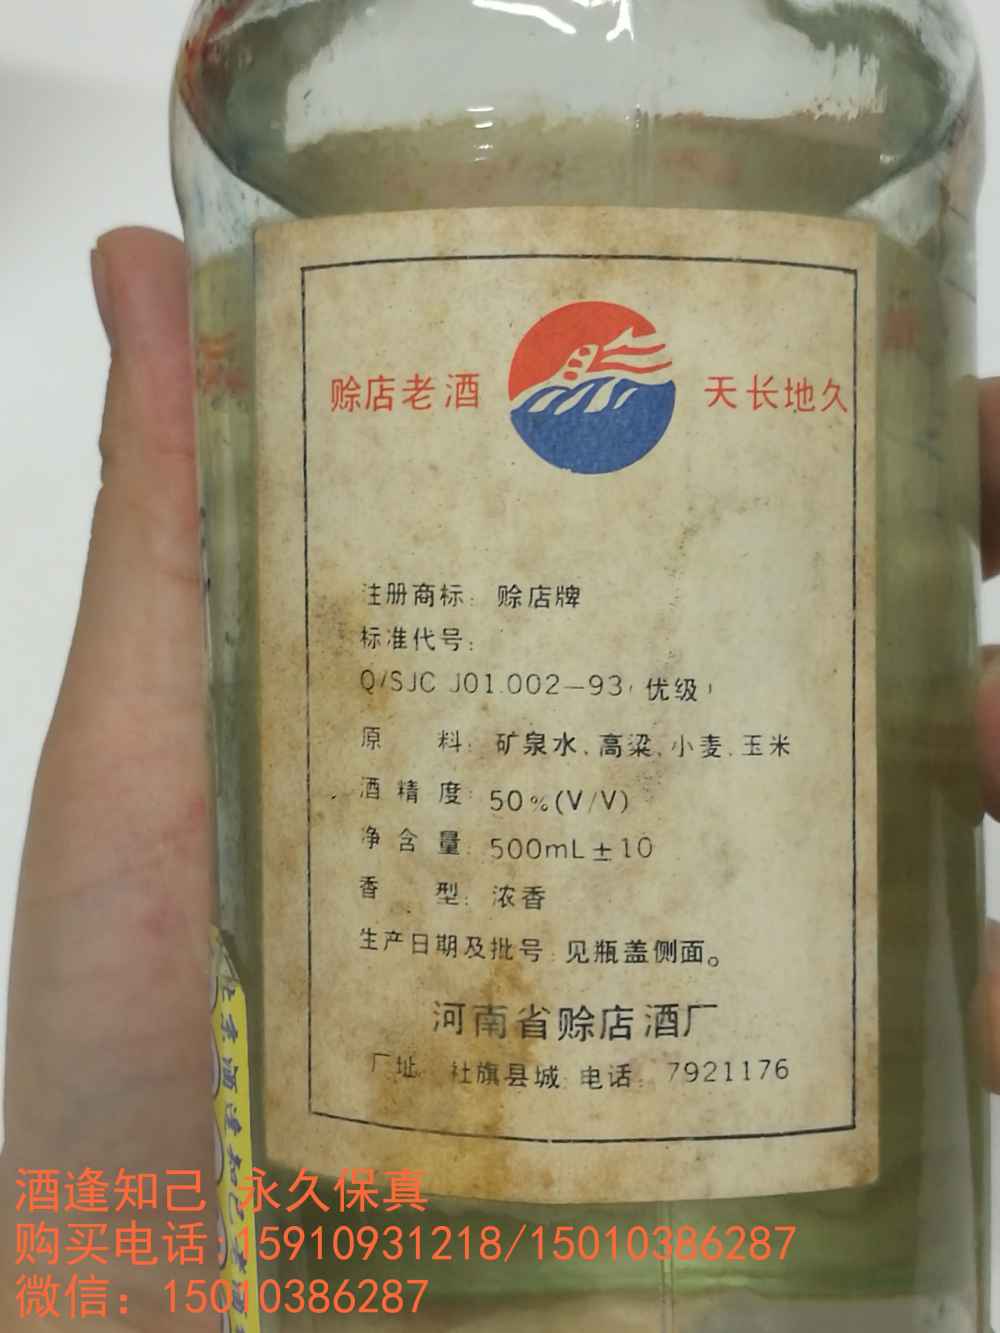 赊店老酒 天长地久
注册商标: 赊店牌
标准代号:
Q/SJC J01.002-93(优级)
原 料: 矿泉水、高粱、小麦、玉米
酒精度: 50%(V/V)
净含量: 500mL±10
香 型: 浓香
生产日期及批号:见瓶盖侧面。
河南省赊店酒厂
厂址: 社旗县城 电话: 7921176
酒逢知己 永久保真
购买电话:15910931218/15010386287
微信：15010386287